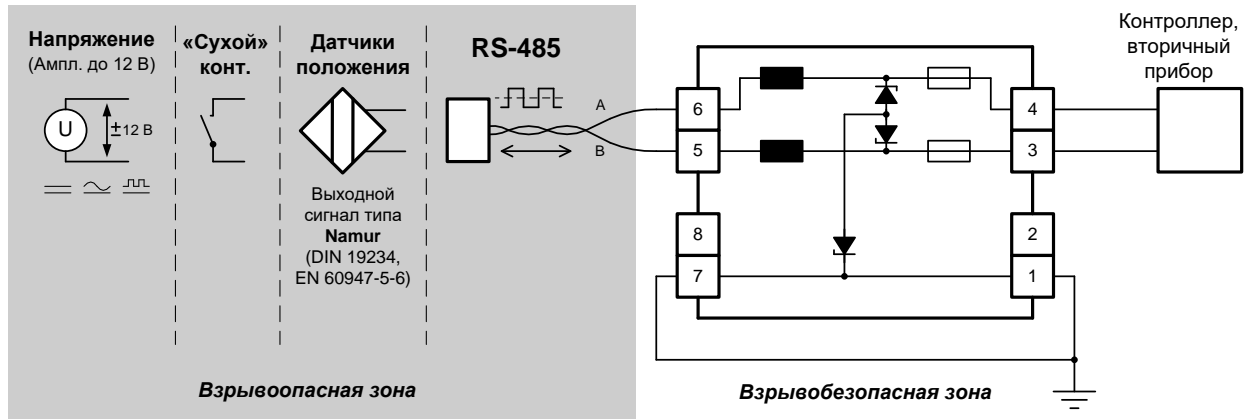 Напряжение
(Ампл. до 12 В)
U
±12 В
«Сухой»
конт.
Датчики
положения
Выходной
сигнал типа
Namur
(DIN 19234,
EN 60947-5-6)
RS-485
A
B
6
5
8
7
4
3
2
1
Контроллер,
вторичный
прибор
Взрывоопасная зона
Взрывобезопасная зона